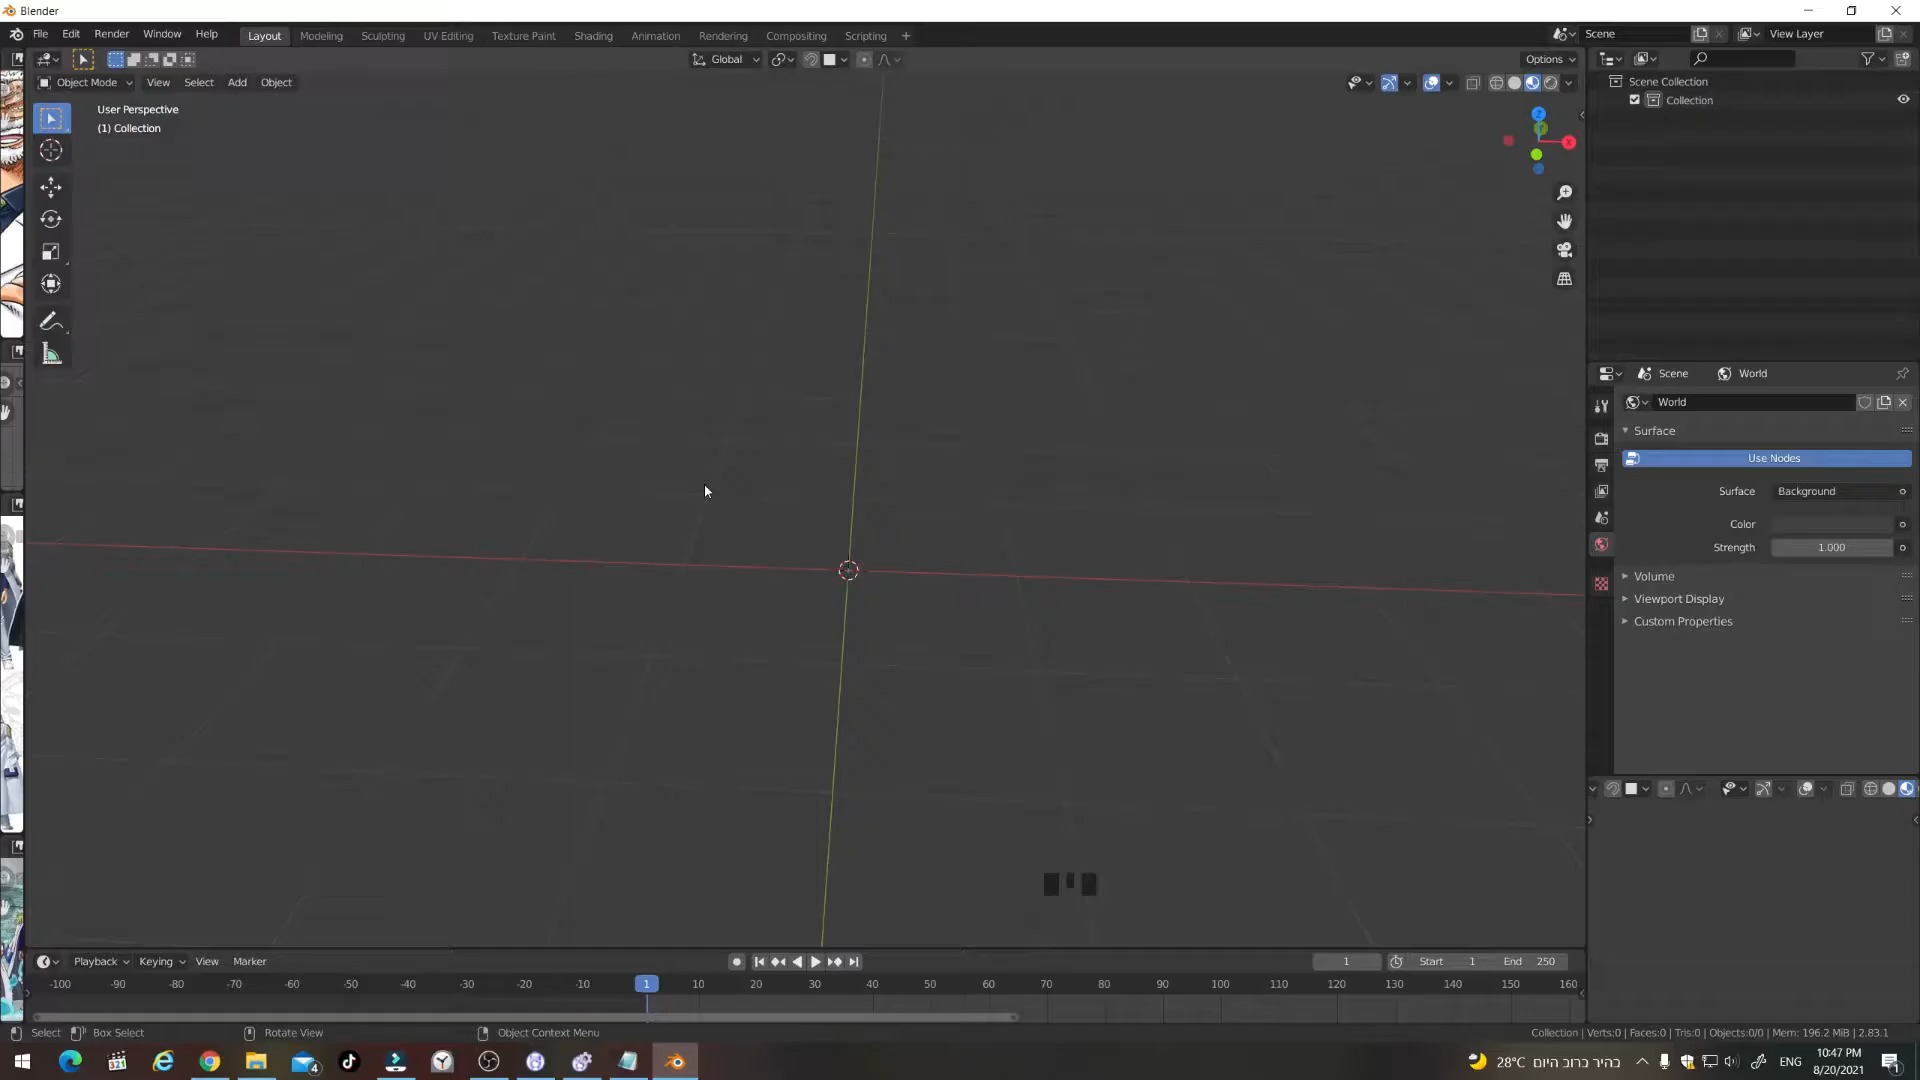 Blender
File Edit Render Window Help Layout Modeling Sculpting UV Editing Texture Paint Shading Animation Rendering Compositing Scripting + Scene View Layer
Global Options
Object Mode View Select Add Object
User Perspective
(1) Collection
Z
X
Scene Collection
Collection
Scene World
World
Surface
Use Nodes
Surface Background
Color
Strength 1.000
Volume
Viewport Display
Custom Properties
Playback Keying View Marker 1 Start 1 End 250
-100 -90 -80 -70 -60 -50 -40 -30 -20 -10 1 10 20 30 40 50 60 70 80 90 100 110 120 130 140 150 160
Select Box Select Rotate View Object Context Menu Collection | Verts:0 | Faces:0 | Tris:0 | Objects:0/0 | Mem: 196.2 MiB | 2.83.1
321 4 28°C בהיר ברוב היום ENG 10:47 PM
8/20/2021 1